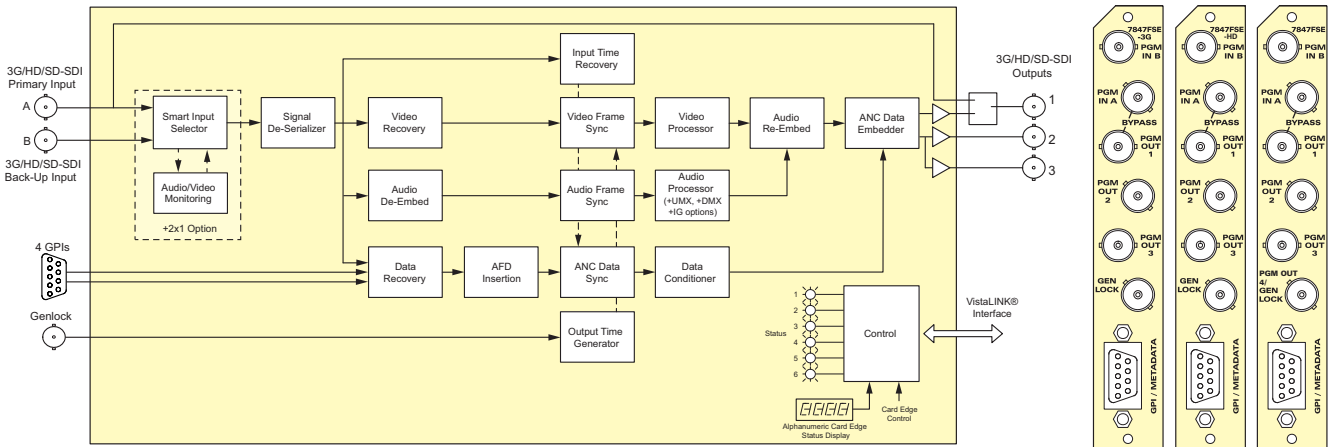 3G/HD/SD-SDI
Primary Input
A
B
3G/HD/SD-SDI
Back-Up Input
Smart Input
Selector
Audio/Video
Monitoring
+2x1 Option
Signal
De-Serializer
Input Time
Recovery
Video
Recovery
Video Frame
Sync
Video
Processor
Audio
Re-Embed
ANC Data
Embedder
3G/HD/SD-SDI
Outputs
1
2
3
Audio
De-Embed
Audio Frame
Sync
Audio
Processor
(+UMX, +DMX
+IG options)
4 GPIs
Data
Recovery
AFD
Insertion
ANC Data
Sync
Data
Conditioner
Genlock
Output Time
Generator
Status
1
2
3
4
5
6
Control
VistaLINK®
Interface
Alphanumeric Card Edge
Status Display
Card Edge
Control
7847FSE
-3G
PGM
IN B
PGM
IN A
BYPASS
PGM
OUT
1
PGM
OUT
2
PGM
OUT
3
GEN
LOCK
GPI / METADATA
7847FSE
-HD
PGM
IN B
PGM
IN A
BYPASS
PGM
OUT
1
PGM
OUT
2
PGM
OUT
3
GEN
LOCK
GPI / METADATA
7847FSE
PGM
IN B
PGM
IN A
BYPASS
PGM
OUT
1
PGM
OUT
2
PGM
OUT
3
PGM OUT
4/
GEN
LOCK
GPI / METADATA